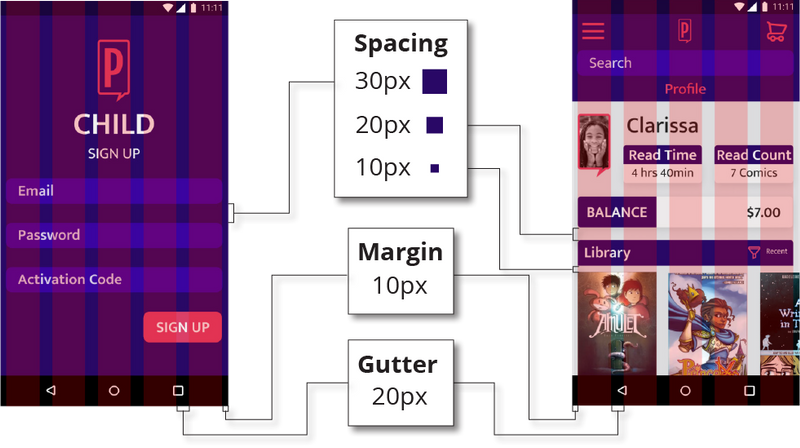 11:11
P
CHILD
SIGN UP
Email
Password
Activation Code
SIGN UP
Spacing
30px
20px
10px
Margin
10px
Gutter
20px
11:11
P
Search
Profile
Clarissa
Read Time
Read Count
4 hrs 40min
7 Comics
BALANCE
$7.00
Library
Recent
AMULET